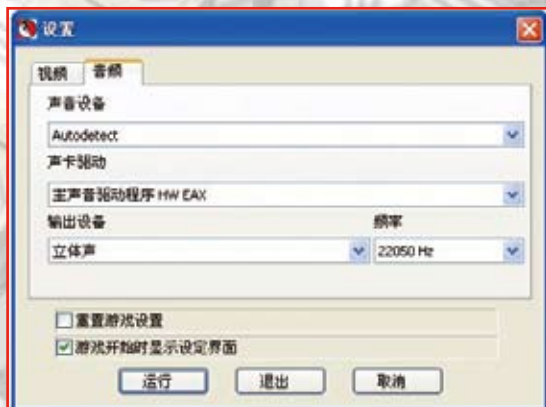 设置
视频 音频
声音设备
Autodetect
声卡驱动
主声音驱动程序 HW EAX
输出设备 频率
立体声 22050 Hz
重置游戏设置
游戏开始时显示设定界面
运行 退出 取消